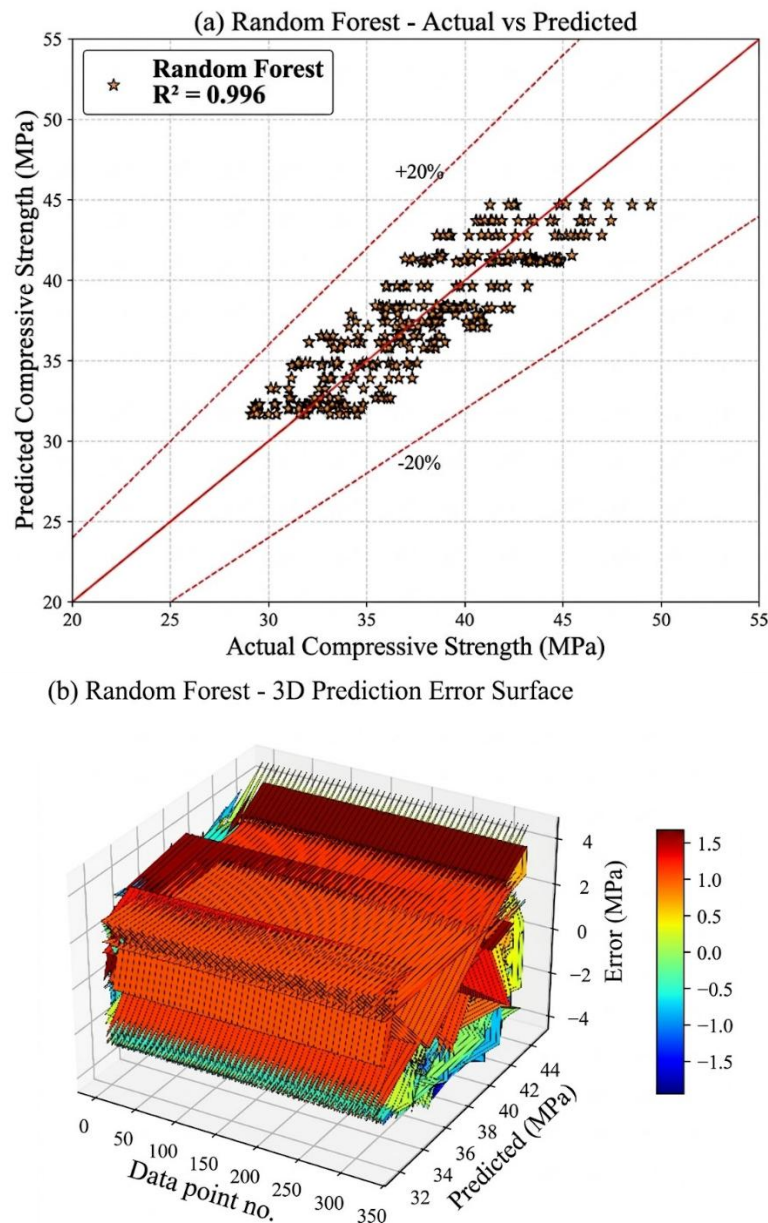 (a) Random Forest - Actual vs Predicted
55
Random Forest
R² = 0.996
50
+20%
45
40
35
30
-20%
25
20
Predicted Compressive Strength (MPa)
20 25 30 35 40 45 50 55
Actual Compressive Strength (MPa)
(b) Random Forest - 3D Prediction Error Surface
4
2
0
−2
−4
Error (MPa)
1.5
1.0
0.5
0.0
−0.5
−1.0
−1.5
0 50 100 150 200 250 300 350
Data point no.
32 34 36 38 40 42 44
Predicted (MPa)